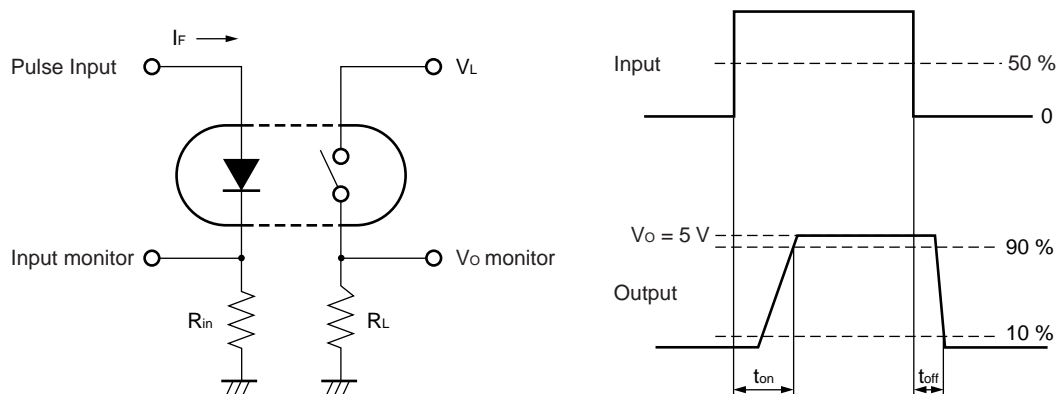 IF
Pulse Input
VL
Input monitor
VO monitor
Rin
RL
Input
50 %
0
VO = 5 V
90 %
Output
10 %
ton
toff